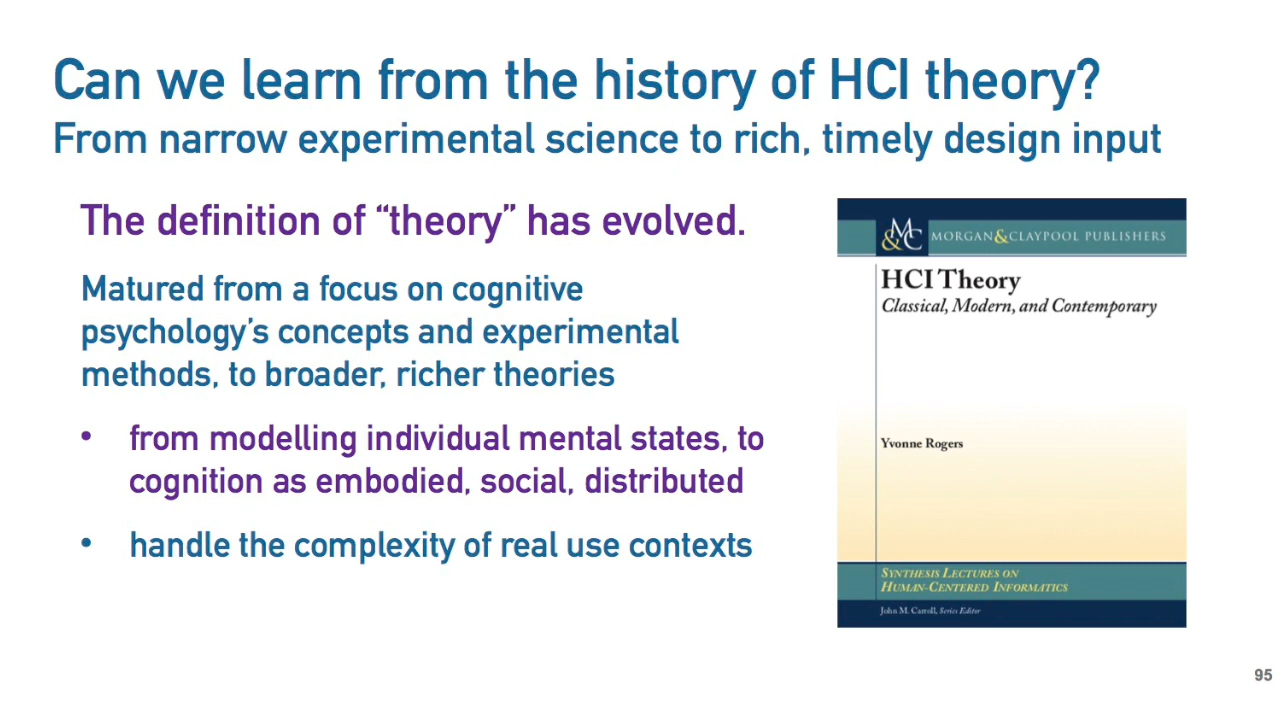 Can we learn from the history of HCI theory?
From narrow experimental science to rich, timely design input
The definition of “theory” has evolved.
Matured from a focus on cognitive
psychology’s concepts and experimental
methods, to broader, richer theories
• from modelling individual mental states, to
cognition as embodied, social, distributed
• handle the complexity of real use contexts
M&C MORGAN&CLAYPOOL PUBLISHERS
HCI Theory
Classical, Modern, and Contemporary
Yvonne Rogers
SYNTHESIS LECTURES ON
HUMAN-CENTERED INFORMATICS
John M. Carroll, Series Editor
95